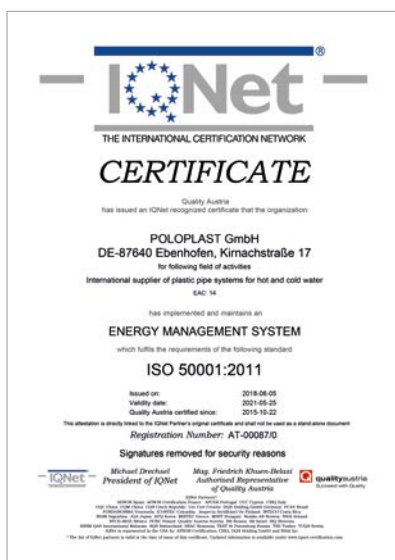 IQNet ®
THE INTERNATIONAL CERTIFICATION NETWORK
CERTIFICATE
Quality Austria
has issued an IQNet recognized certificate that the organization:
POLOPLAST GmbH
DE-87640 Ebenhofen, Kirnachstraße 17
for following field of activities
International supplier of plastic pipe systems for hot and cold water
EAC: 14
has implemented and maintains an
ENERGY MANAGEMENT SYSTEM
which fulfils the requirements of the following standard
ISO 50001:2011
Issued on: 2018-06-05
Validity date: 2021-05-25
Quality Austria certified since: 2015-10-22
This attestation is directly linked to the IQNet Partner's original certificate and shall not be used as a stand-alone document
Registration Number: AT-00087/0
Signatures removed for security reasons
IQNet
Michael Drechsel
President of IQNet
Mag. Friedrich Khuen-Belasi
Authorised Representative
of Quality Austria
qualityaustria
Succeed with Quality
IQNet Partners*: